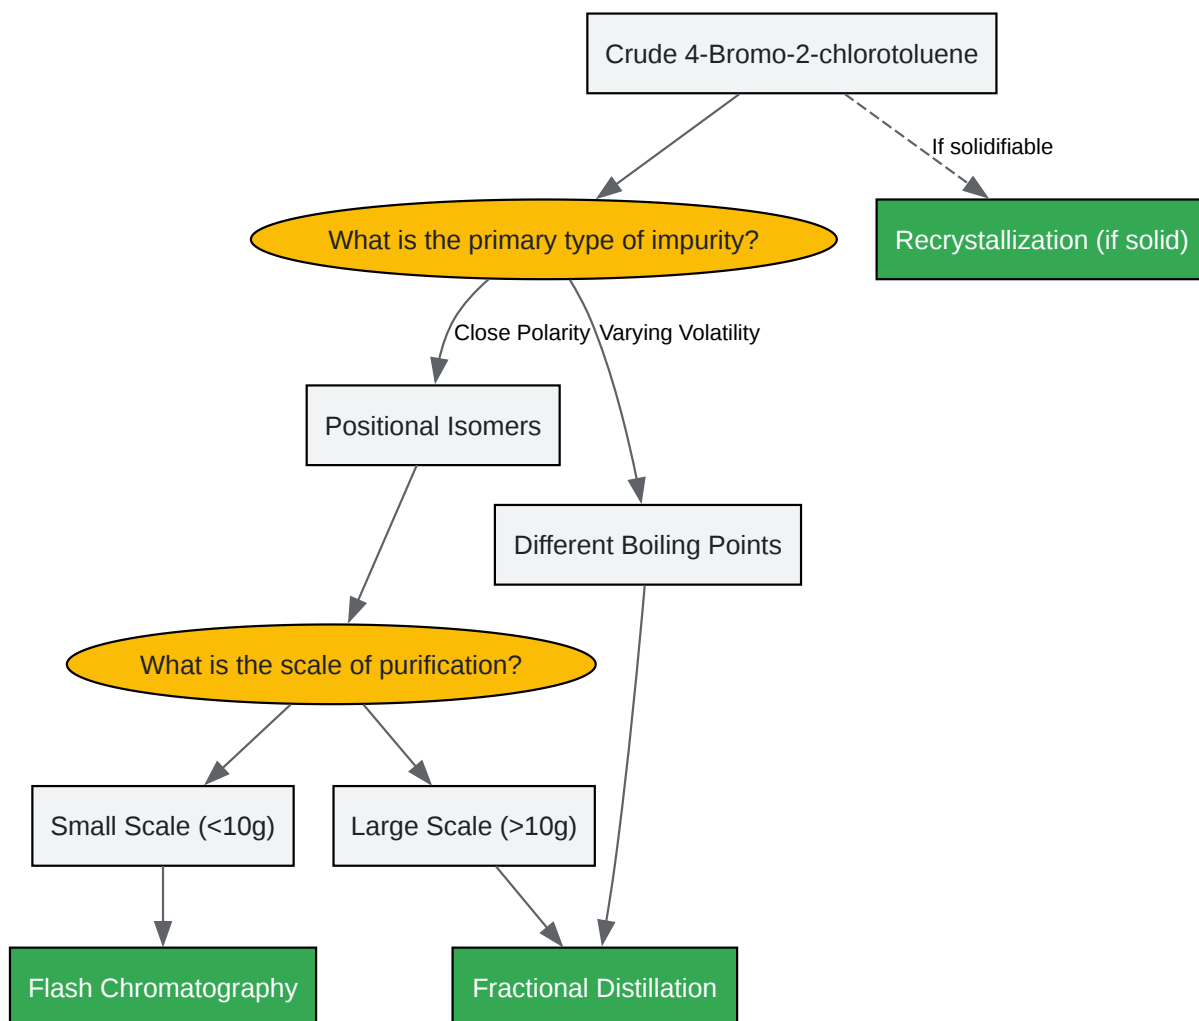 Crude 4-Bromo-2-chlorotoluene
If solidifiable
What is the primary type of impurity?
Recrystallization (if solid)
Close Polarity
Varying Volatility
Positional Isomers
Different Boiling Points
What is the scale of purification?
Small Scale (<10g)
Large Scale (>10g)
Flash Chromatography
Fractional Distillation